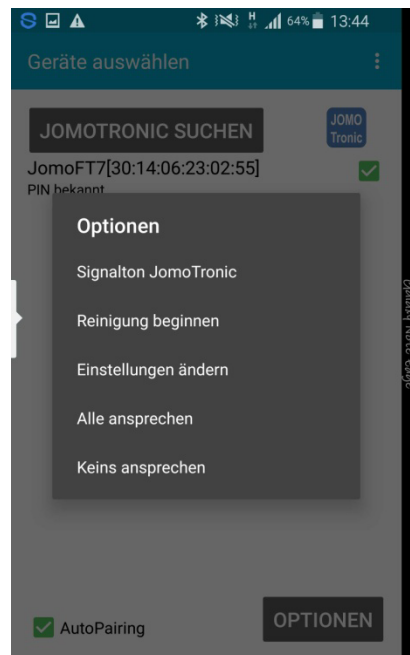 H 64% 13:44
Geräte auswählen
JOMOTRONIC SUCHEN
JOMO
Tronic
JomoFT7[30:14:06:23:02:55]
PIN bekannt
Optionen
Signalton JomoTronic
Reinigung beginnen
Einstellungen ändern
Alle ansprechen
Keins ansprechen
AutoPairing
OPTIONEN